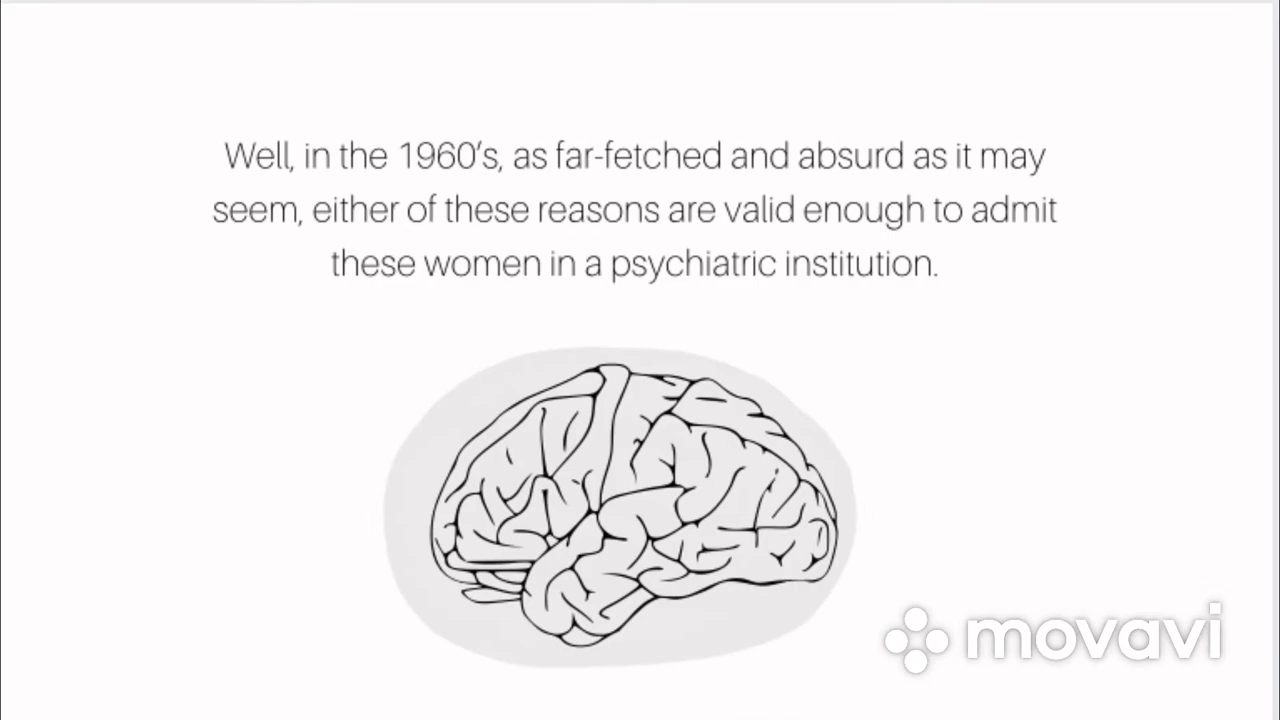 Well, in the 1960's, as far-fetched and absurd as it may
seem, either of these reasons are valid enough to admit
these women in a psychiatric institution.
movavi